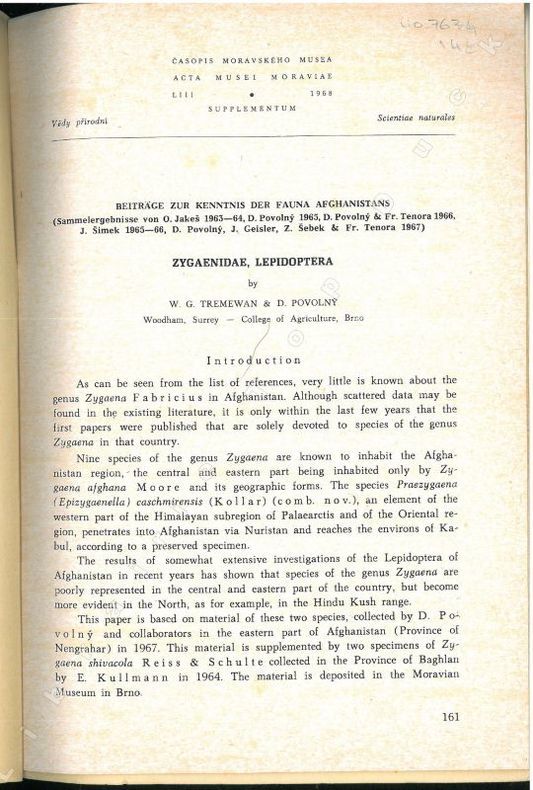 ČASOPIS MORAVSKÉHO MUSEA
ACTA MUSEI MORAVIAE
LIII • 1968
SUPPLEMENTUM
Vědy přírodní Scientiae naturales
BEITRÄGE ZUR KENNTNIS DER FAUNA AFGHANISTANS
(Sammelergebnisse von O. Jakeš 1963—64, D. Povolný 1965, D. Povolný & Fr. Tenora 1966,
J. Šimek 1965—66, D. Povolný, J. Geisler, Z. Šebek & Fr. Tenora 1967)
ZYGAENIDAE, LEPIDOPTERA
by
W. G. TREMEWAN & D. POVOLNÝ
Woodham, Surrey — College of Agriculture, Brno
Introduction
As can be seen from the list of references, very little is known about the
genus Zygaena Fabricius in Afghanistan. Although scattered data may be
found in the existing literature, it is only within the last few years that the
first papers were published that are solely devoted to species of the genus
Zygaena in that country.
Nine species of the genus Zygaena are known to inhabit the Afgha-
nistan region, the central and eastern part being inhabited only by Zy-
gaena afghana Moore and its geographic forms. The species Praezygaena
(Epizygaenella) caschmirensis (Kollar) (comb. nov.), an element of the
western part of the Himalayan subregion of Palaearctis and of the Oriental re-
gion, penetrates into Afghanistan via Nuristan and reaches the environs of Ka-
bul, according to a preserved specimen.
The results of somewhat extensive investigations of the Lepidoptera of
Afghanistan in recent years has shown that species of the genus Zygaena are
poorly represented in the central and eastern part of the country, but become
more evident in the North, as for example, in the Hindu Kush range.
This paper is based on material of these two species, collected by D. Po-
volný and collaborators in the eastern part of Afghanistan (Province of
Nengrahar) in 1967. This material is supplemented by two specimens of Zy-
gaena shivacola Reiss & Schulte collected in the Province of Baghlan
by E. Kullmann in 1964. The material is deposited in the Moravian
Museum in Brno.
161